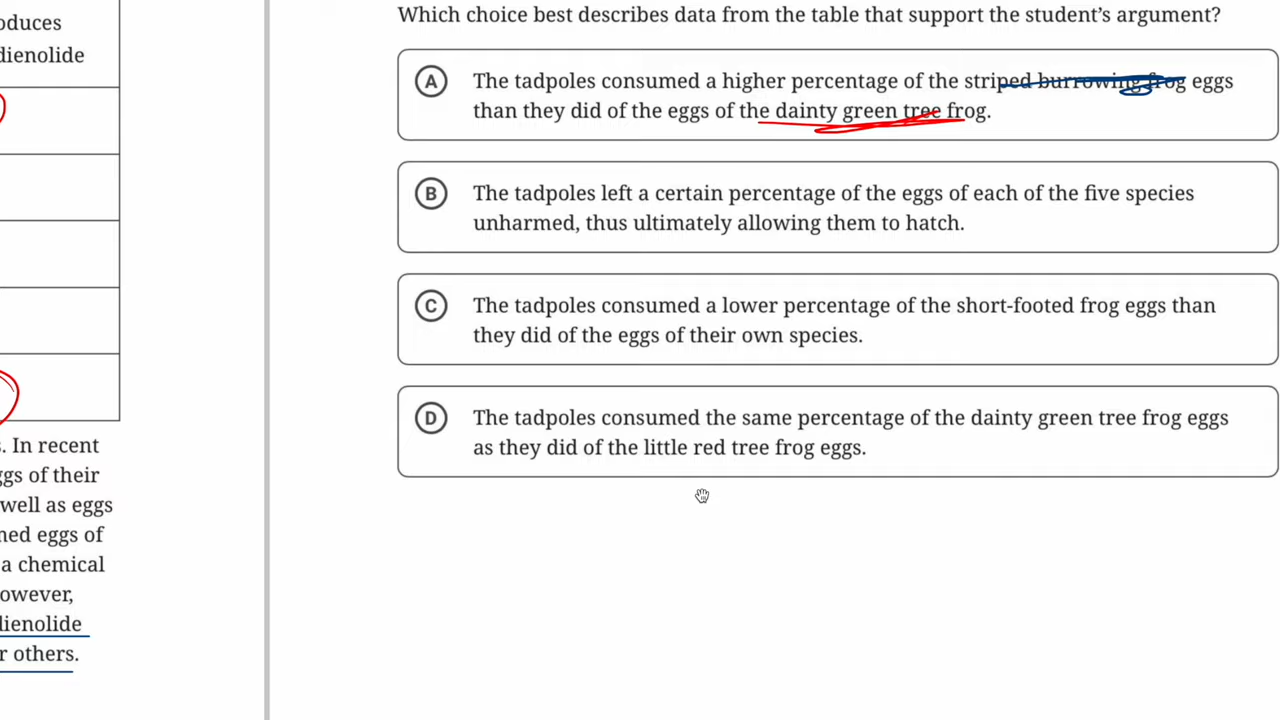 oduces
dienolide
. In recent
ggs of their
well as eggs
ned eggs of
a chemical
owever,
dienolide
r others.
Which choice best describes data from the table that support the student’s argument?
A
The tadpoles consumed a higher percentage of the striped burrowing frog eggs
than they did of the eggs of the dainty green tree frog.
B
The tadpoles left a certain percentage of the eggs of each of the five species
unharmed, thus ultimately allowing them to hatch.
C
The tadpoles consumed a lower percentage of the short-footed frog eggs than
they did of the eggs of their own species.
D
The tadpoles consumed the same percentage of the dainty green tree frog eggs
as they did of the little red tree frog eggs.